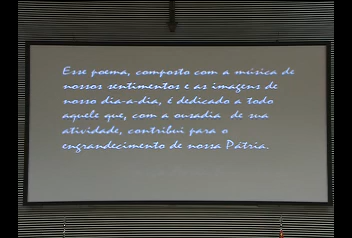 Esse poema, composto com a música de
nossos sentimentos e as imagens de
nosso dia-a-dia, é dedicado a todo
aquele que, com a ousadia de sua
atividade, contribui para o
engrandecimento de nossa Pátria.